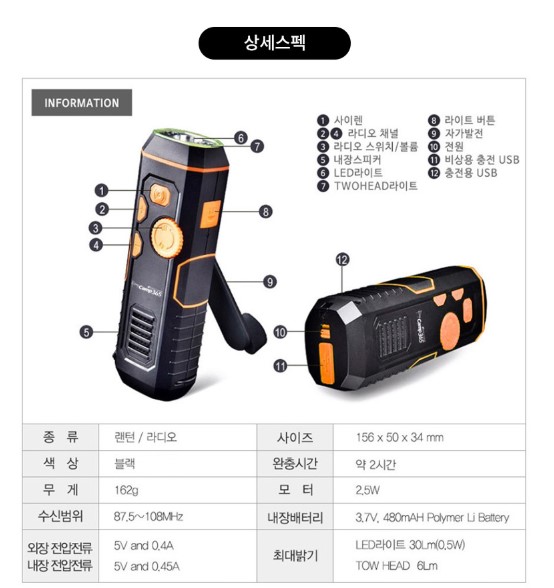 상세스펙
INFORMATION
1 사이렌
2 4 라디오 채널
3 라디오 스위치/볼륨
5 내장스피커
6 LED라이트
7 TWOHEAD라이트
8 라이트 버튼
9 자가발전
10 전원
11 비상용 충전 USB
12 충전용 USB
6
7
1
2
3
4
8
9
5
Camp365
12
10
11
Camp365
종 류 랜턴 / 라디오 사이즈 156 x 50 x 34 mm
색 상 블랙 완충시간 약 2시간
무 게 162g 모 터 2.5W
수신범위 87.5~108MHz 내장배터리 3.7V, 480mAH Polymer Li Battery
외장 전압전류 5V and 0.4A 최대밝기 LED라이트 30Lm(0.5W)
내장 전압전류 5V and 0.45A TOW HEAD 6Lm